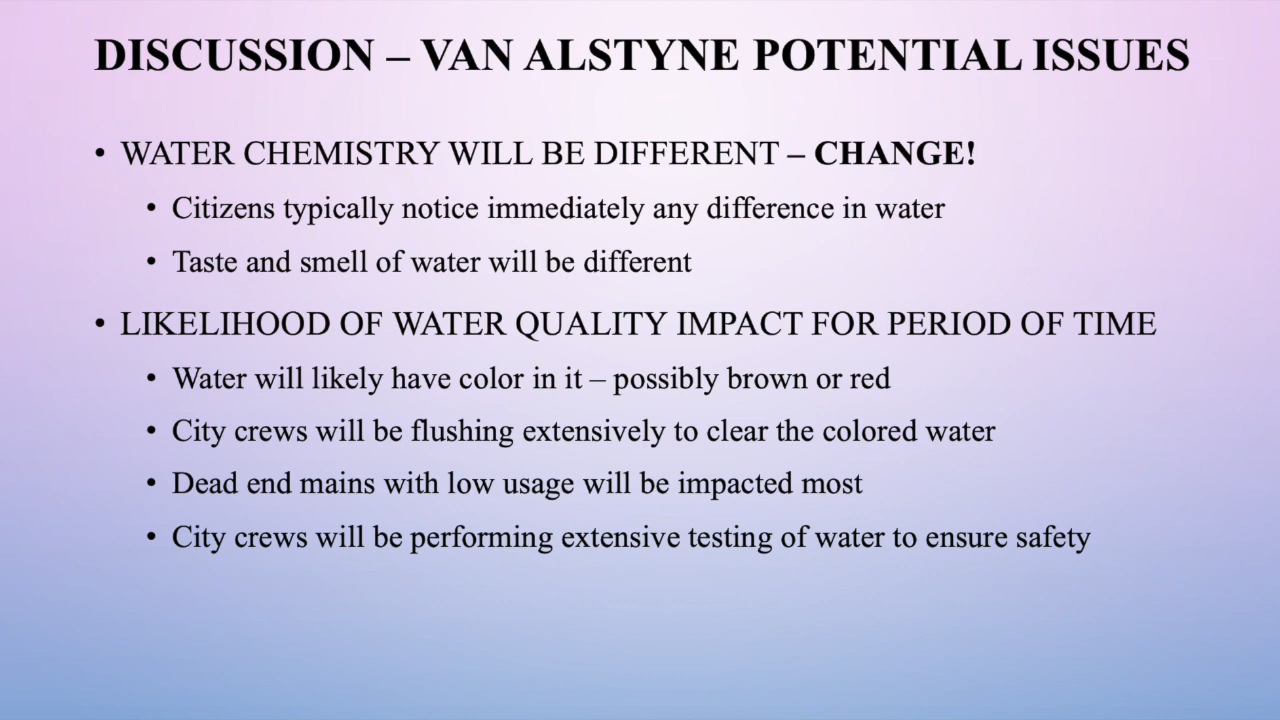 DISCUSSION – VAN ALSTYNE POTENTIAL ISSUES
• WATER CHEMISTRY WILL BE DIFFERENT – CHANGE!
• Citizens typically notice immediately any difference in water
• Taste and smell of water will be different
• LIKELIHOOD OF WATER QUALITY IMPACT FOR PERIOD OF TIME
• Water will likely have color in it – possibly brown or red
• City crews will be flushing extensively to clear the colored water
• Dead end mains with low usage will be impacted most
• City crews will be performing extensive testing of water to ensure safety